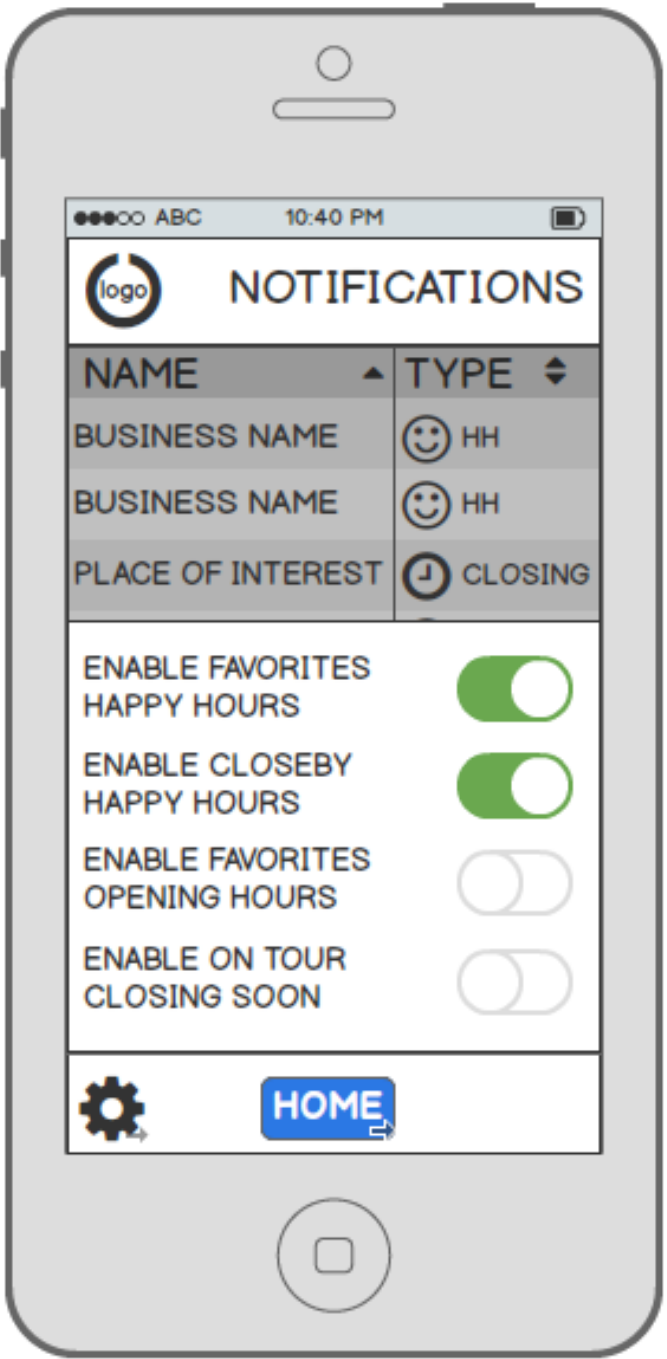 ABC 10:40 PM
logo NOTIFICATIONS
NAME TYPE
BUSINESS NAME HH
BUSINESS NAME HH
PLACE OF INTEREST CLOSING
ENABLE FAVORITES
HAPPY HOURS
ENABLE CLOSEBY
HAPPY HOURS
ENABLE FAVORITES
OPENING HOURS
ENABLE ON TOUR
CLOSING SOON
HOME